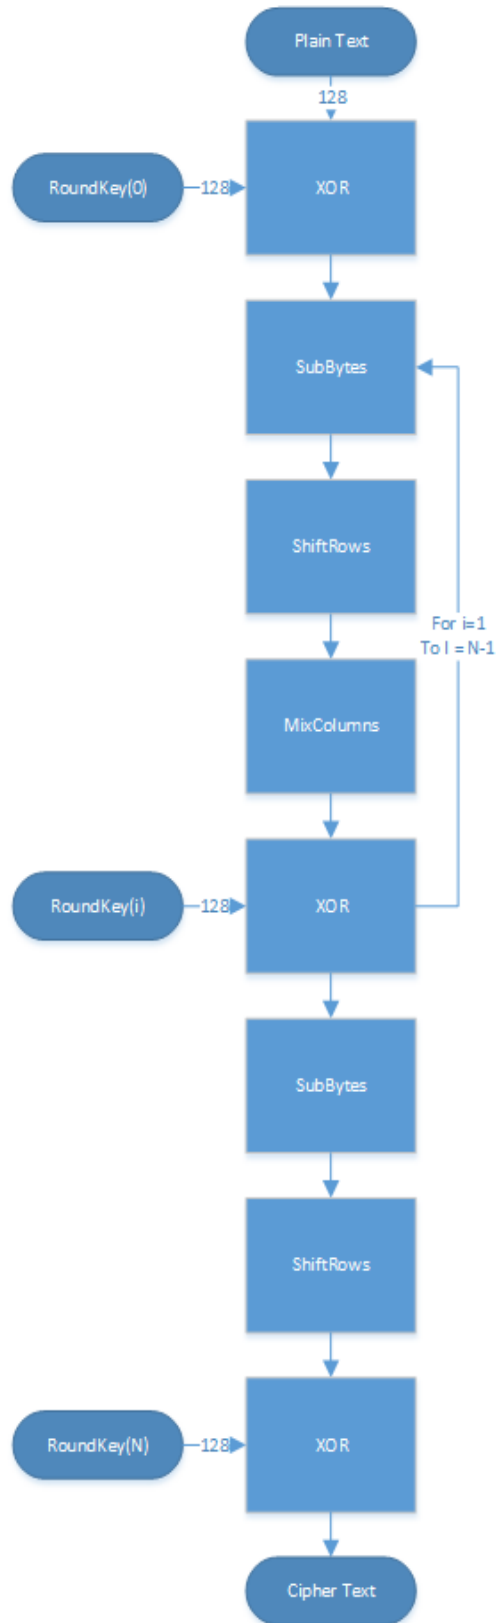 Plain Text
128
RoundKey(0)
128
XOR
SubBytes
ShiftRows
For i=1
To I = N-1
MixColumns
RoundKey(i)
128
XOR
SubBytes
ShiftRows
RoundKey(N)
128
XOR
Cipher Text